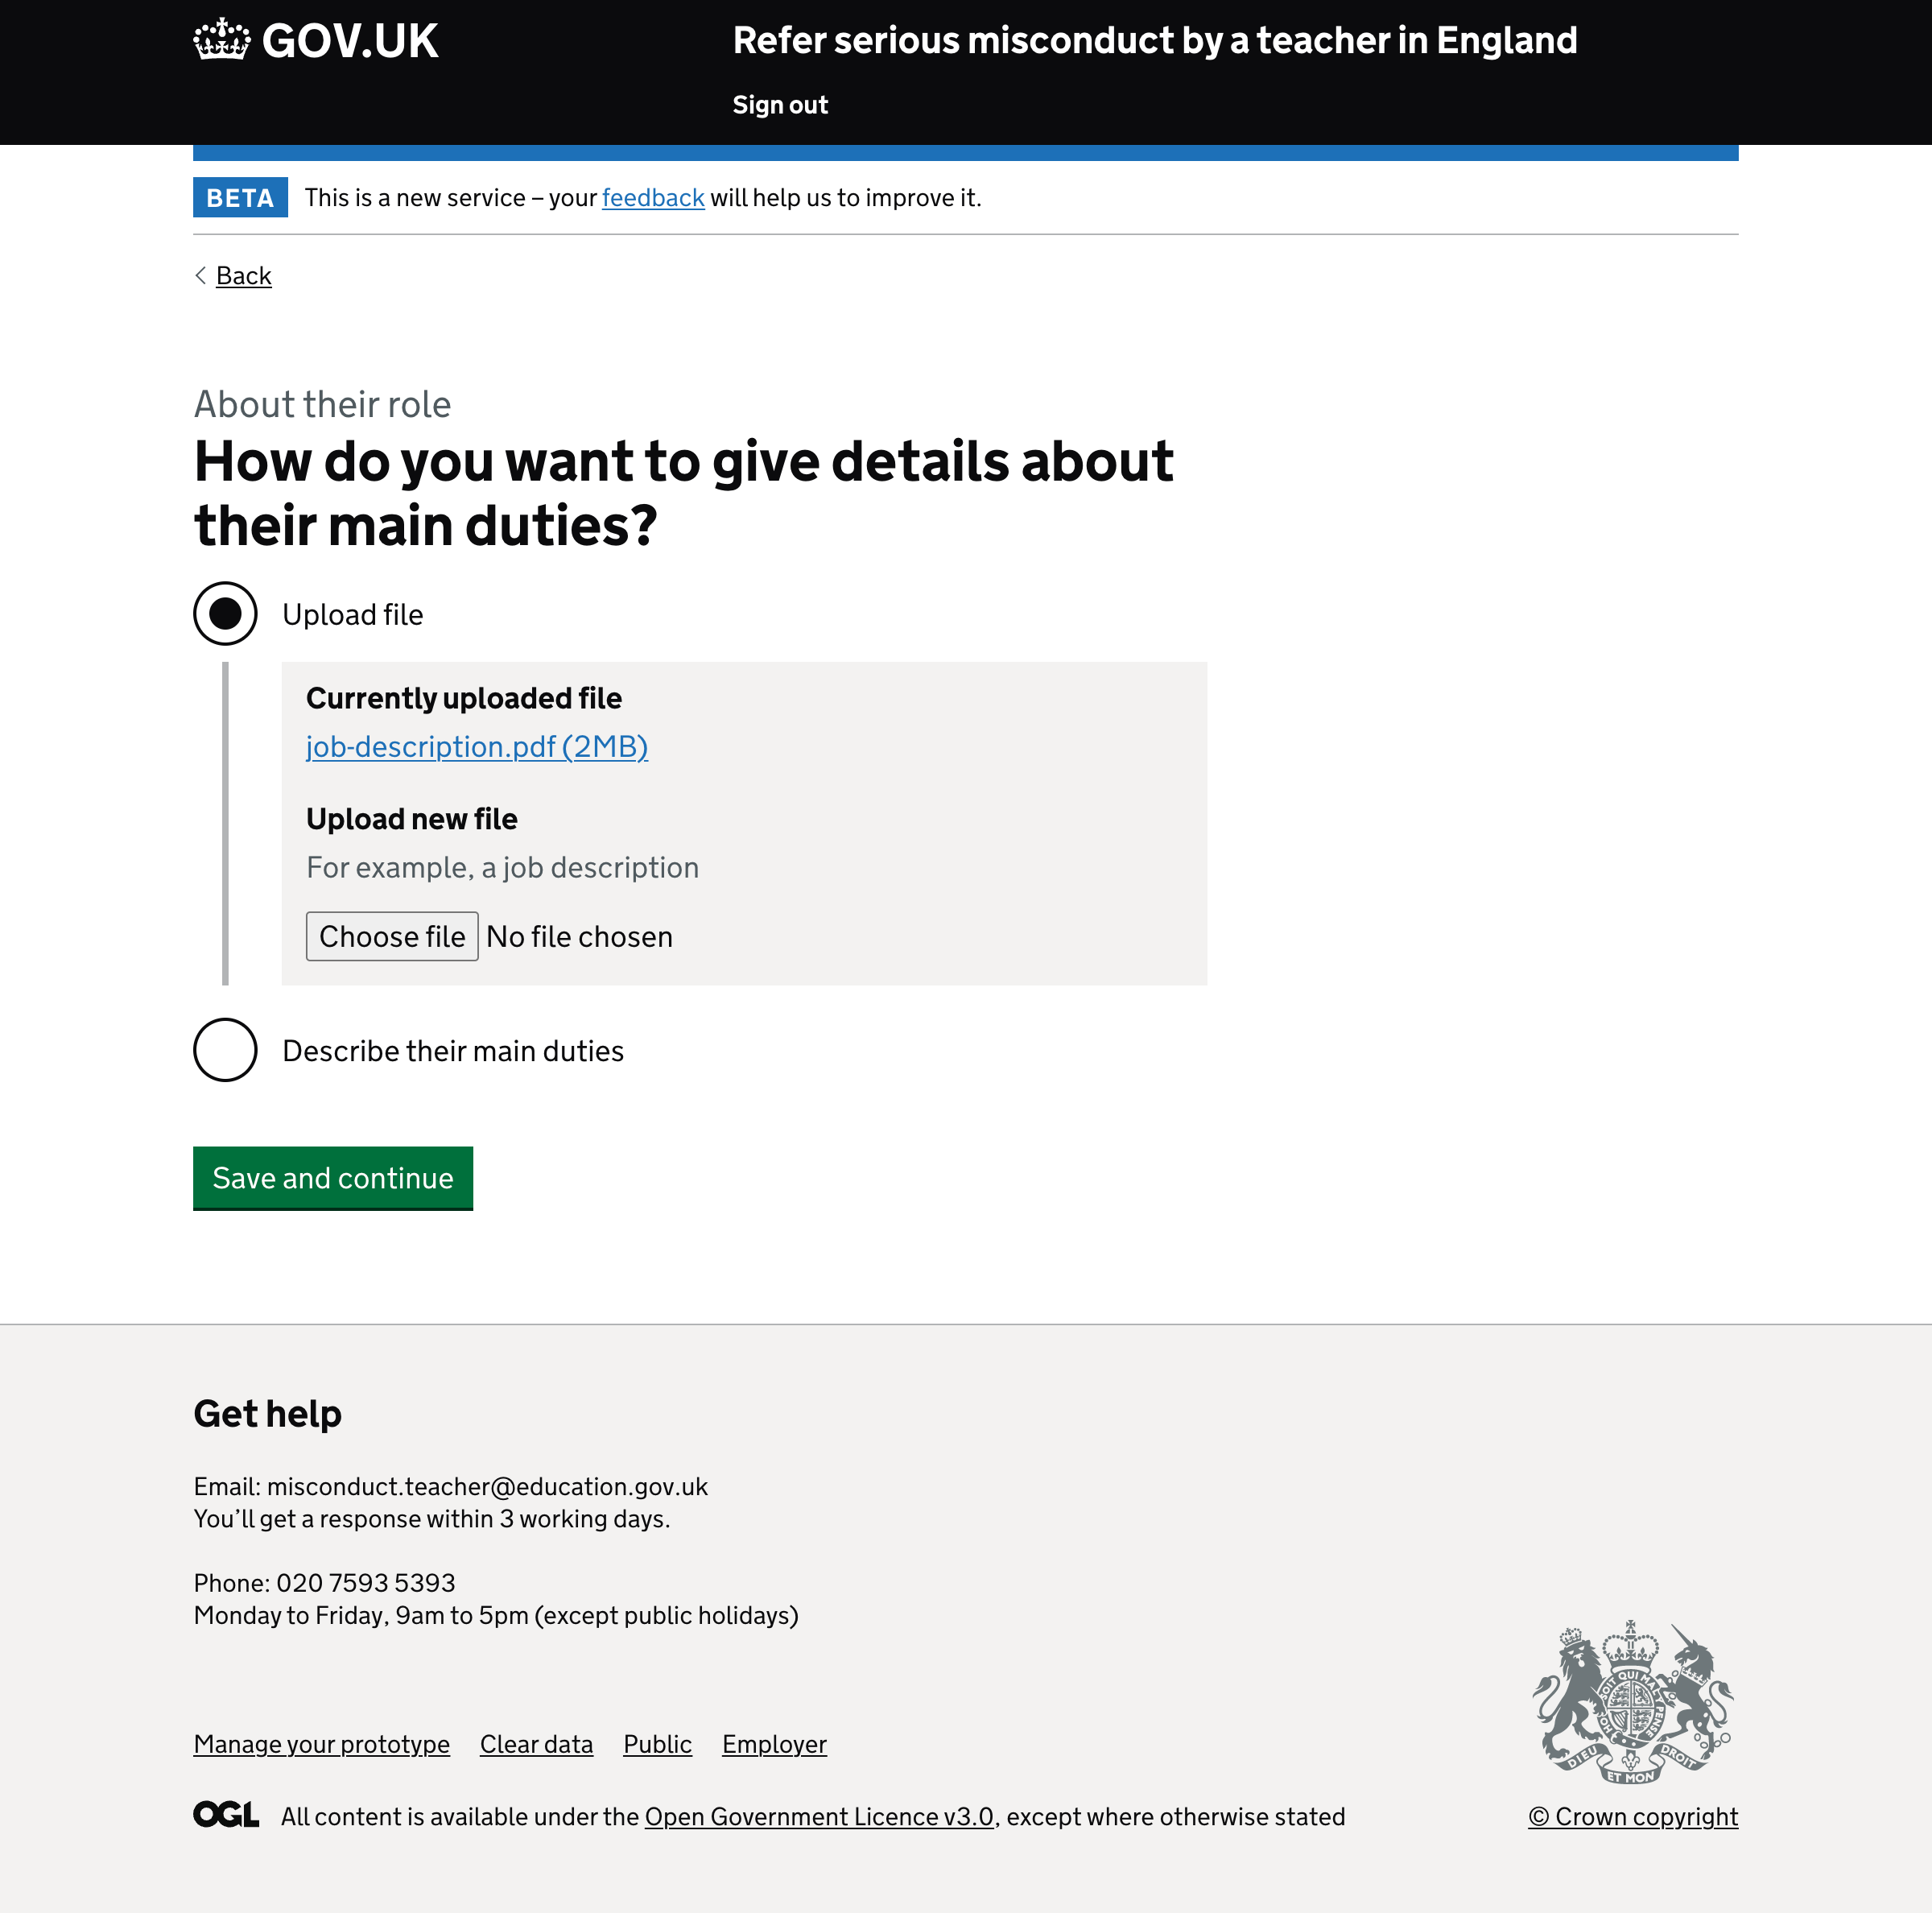 GOV.UK
Refer serious misconduct by a teacher in England
Sign out
BETA This is a new service – your feedback will help us to improve it.
Back
About their role
How do you want to give details about
their main duties?
Upload file
Currently uploaded file
job-description.pdf (2MB)
Upload new file
For example, a job description
Choose file No file chosen
Describe their main duties
Save and continue
Get help
Email: misconduct.teacher@education.gov.uk
You’ll get a response within 3 working days.
Phone: 020 7593 5393
Monday to Friday, 9am to 5pm (except public holidays)
SOIT QUI MAL PENSE HON
DIEU ET MON DROIT
Manage your prototype Clear data Public Employer
OGL All content is available under the Open Government Licence v3.0, except where otherwise stated
© Crown copyright